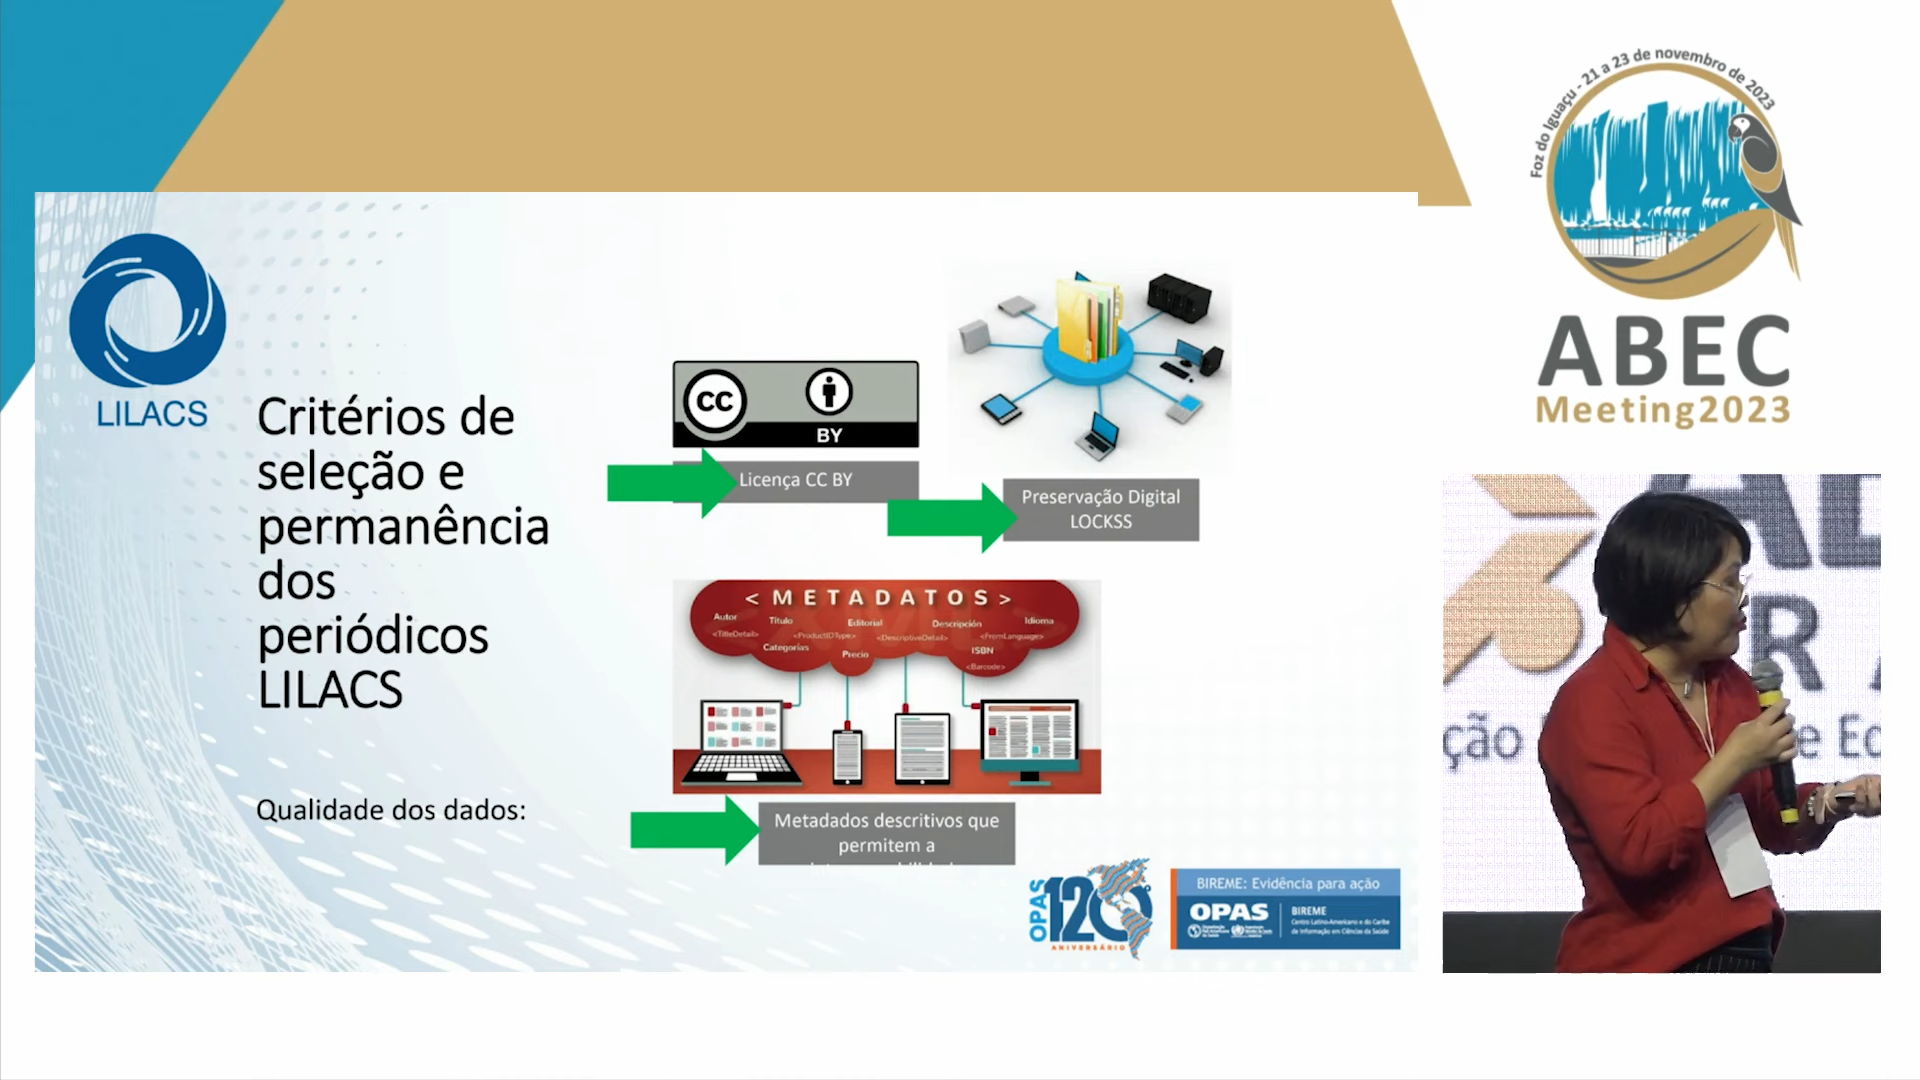 Foz do Iguaçu - 21 a 23 de novembro de 2023
ABEC
Meeting2023
LILACS
Critérios de
seleção e
permanência
dos
periódicos
LILACS
Qualidade dos dados:
CC
BY
Licença CC BY
Preservação Digital
LOCKSS
< METADATOS >
Autor
Título
Editorial
Descripción
Idioma
<TitleDetail>
<ProductIDType>
<DescriptiveDetail>
<FromLanguage>
Categorías
Precio
ISBN
<Barcode>
Metadados descritivos que
permitem a
OPAS
120
ANIVERSÁRIO
BIREME: Evidência para ação
OPAS
BIREME
Centro Latino-Americano e do Caribe
de Informação em Ciências da Saúde
ção
e Ed